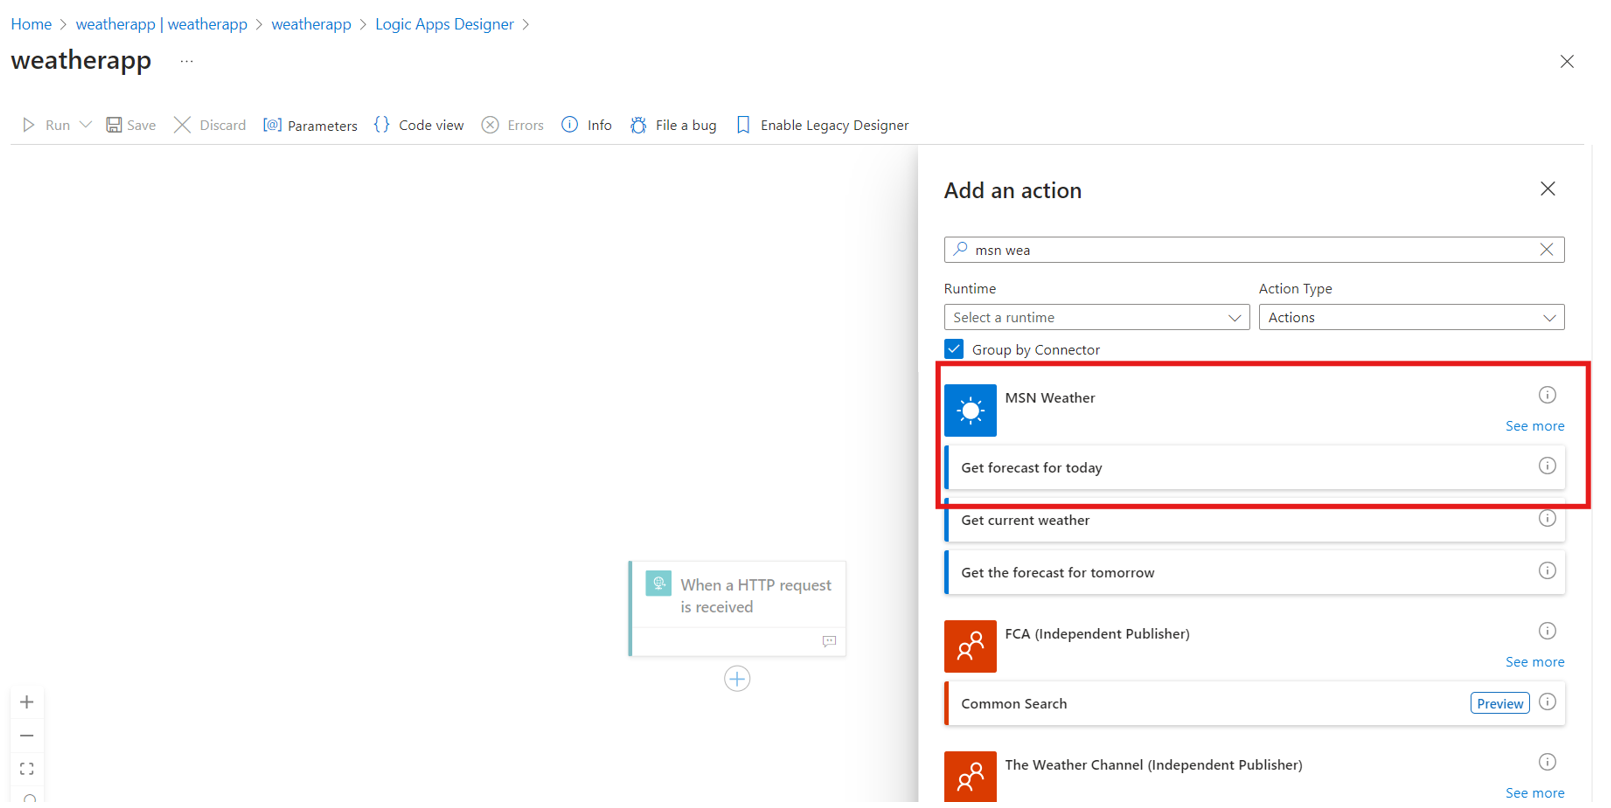 Home > weatherapp | weatherapp > weatherapp > Logic Apps Designer >
weatherapp ...
Run Save Discard Parameters Code view Errors Info File a bug Enable Legacy Designer
When a HTTP request
is received
Add an action
msn wea
Runtime Action Type
Select a runtime Actions
Group by Connector
MSN Weather
See more
Get forecast for today
Get current weather
Get the forecast for tomorrow
FCA (Independent Publisher)
See more
Common Search Preview
The Weather Channel (Independent Publisher)
See more